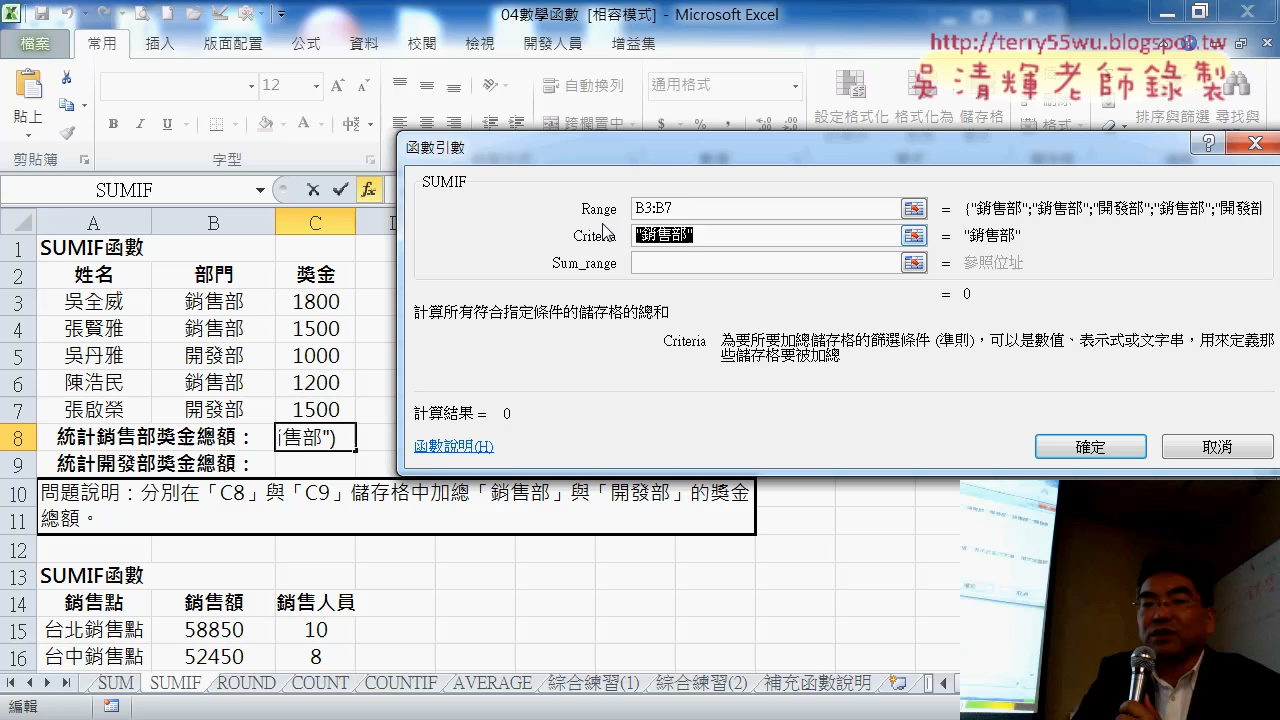 04數學函數 [相容模式] - Microsoft Excel
檔案 常用 插入 版面配置 公式 資料 校閱 檢視 開發人員 增益集
http://terry55wu.blogspot.tw
吳清輝老師錄製
貼上
12
自動換列
通用格式
跨欄置中
設定格式化 格式化為 儲存格
格式
排序與篩選 尋找與
剪貼簿
字型
SUMIF
函數引數
SUMIF
Range B3:B7 = {"銷售部";"銷售部";"開發部";"銷售部";"開發部
Criteria "銷售部" = "銷售部"
Sum_range = 參照位址
= 0
計算所有符合指定條件的儲存格的總和
Criteria 為要所要加總儲存格的篩選條件 (準則)，可以是數值、表示式或文字串，用來定義那
些儲存格要被加總
計算結果 = 0
函數說明(H)
確定 取消
A B C
1 SUMIF函數
2 姓名 部門 獎金
3 吳全威 銷售部 1800
4 張賢雅 銷售部 1500
5 吳丹雅 開發部 1000
6 陳浩民 銷售部 1200
7 張啟榮 開發部 1500
8 統計銷售部獎金總額： 售部")
9 統計開發部獎金總額：
10 問題說明：分別在「C8」與「C9」儲存格中加總「銷售部」與「開發部」的獎金
11 總額。
12
13 SUMIF函數
14 銷售點 銷售額 銷售人員
15 台北銷售點 58850 10
16 台中銷售點 52450 8
SUM SUMIF ROUND COUNT COUNTIF AVERAGE 綜合練習(1) 綜合練習(2) 補充函數說明
編輯